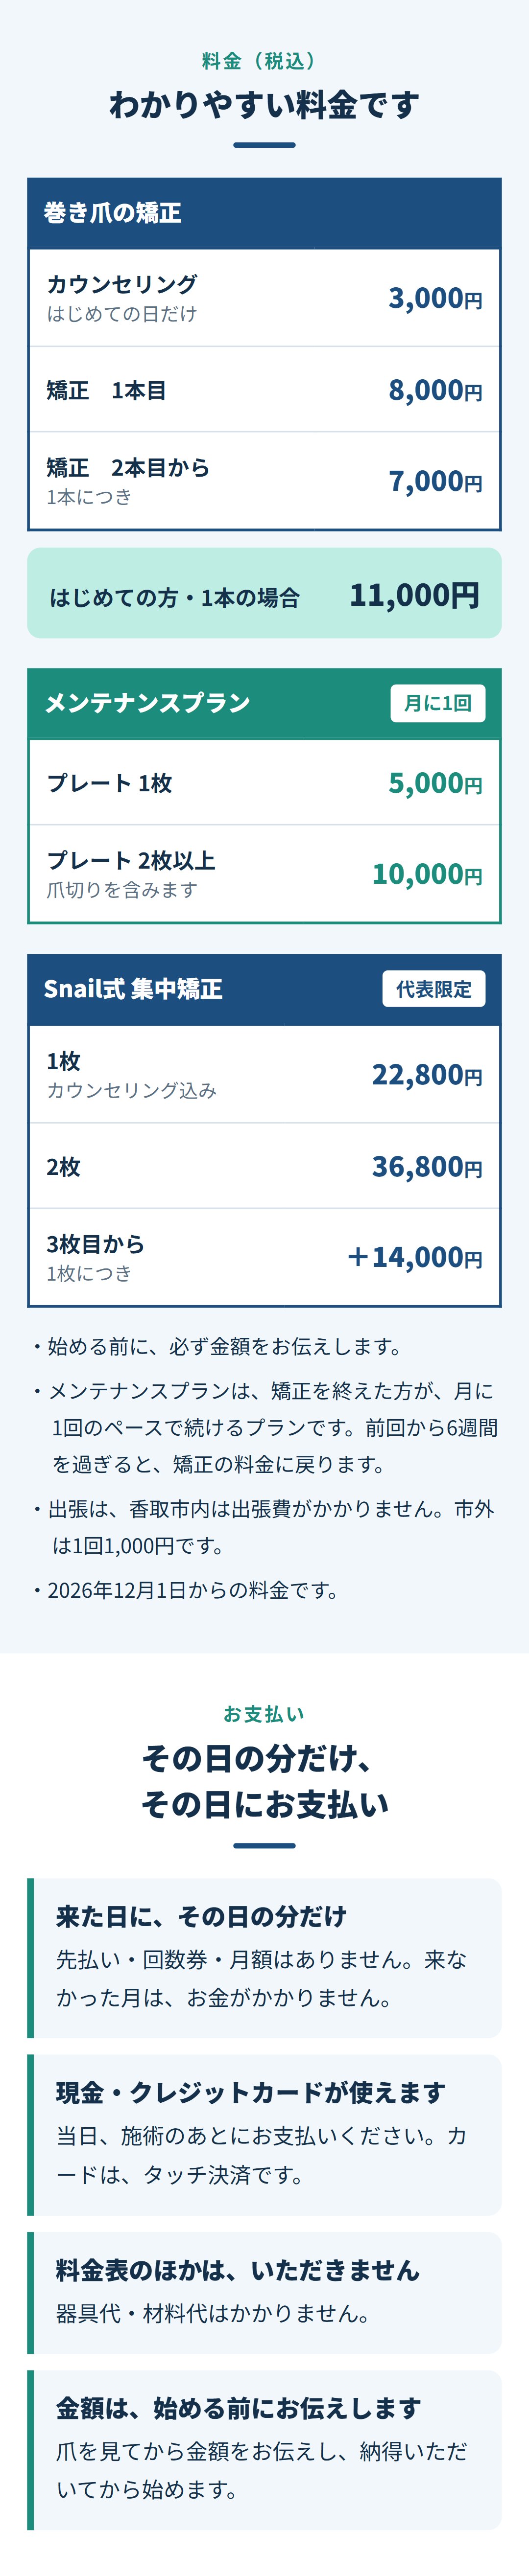 料金（税込）
わかりやすい料金です
巻き爪の矯正
カウンセリング
はじめての日だけ
3,000円
矯正　1本目
8,000円
矯正　2本目から
1本につき
7,000円
はじめての方・1本の場合
11,000円
メンテナンスプラン
月に1回
プレート 1枚
5,000円
プレート 2枚以上
爪切りを含みます
10,000円
Snail式 集中矯正
代表限定
1枚
カウンセリング込み
22,800円
2枚
36,800円
3枚目から
1枚につき
＋14,000円
・始める前に、必ず金額をお伝えします。
・メンテナンスプランは、矯正を終えた方が、月に
1回のペースで続けるプランです。前回から6週間
を過ぎると、矯正の料金に戻ります。
・出張は、香取市内は出張費がかかりません。市外
は1回1,000円です。
・2026年12月1日からの料金です。
お支払い
その日の分だけ、
その日にお支払い
来た日に、その日の分だけ
先払い・回数券・月額はありません。来な
かった月は、お金がかかりません。
現金・クレジットカードが使えます
当日、施術のあとにお支払いください。カ
ードは、タッチ決済です。
料金表のほかは、いただきません
器具代・材料代はかかりません。
金額は、始める前にお伝えします
爪を見てから金額をお伝えし、納得いただ
いてから始めます。